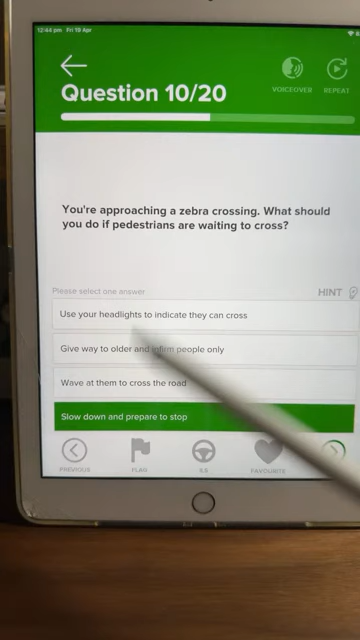 12:44 pm Fri 19 Apr
Question 10/20
VOICEOVER
REPEAT
You're approaching a zebra crossing. What should
you do if pedestrians are waiting to cross?
Please select one answer
HINT
Use your headlights to indicate they can cross
Give way to older and infirm people only
Wave at them to cross the road
Slow down and prepare to stop
PREVIOUS
FLAG
FAVOURITE